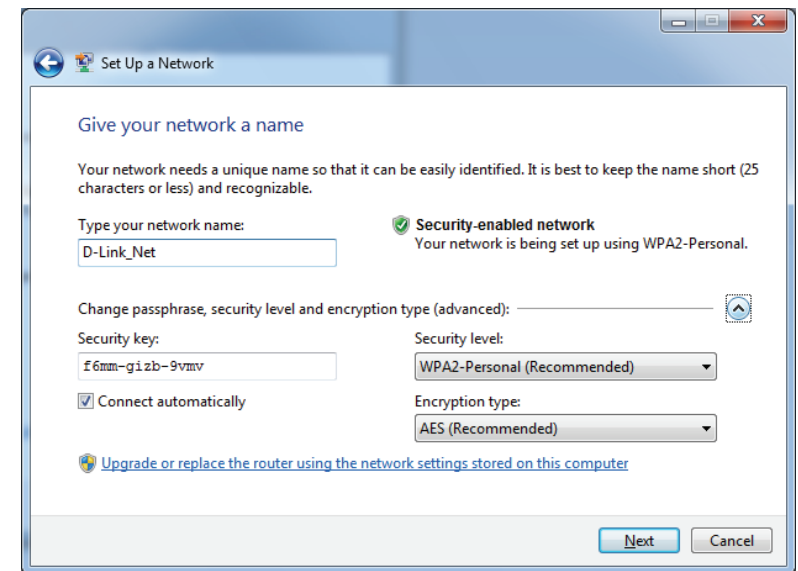 Set Up a Network
Give your network a name
Your network needs a unique name so that it can be easily identified. It is best to keep the name short (25
characters or less) and recognizable.
Type your network name:
D-Link_Net
Security-enabled network
Your network is being set up using WPA2-Personal.
Change passphrase, security level and encryption type (advanced):
Security key:
f6mm-gizb-9vmv
Security level:
WPA2-Personal (Recommended)
Connect automatically
Encryption type:
AES (Recommended)
Upgrade or replace the router using the network settings stored on this computer
Next
Cancel